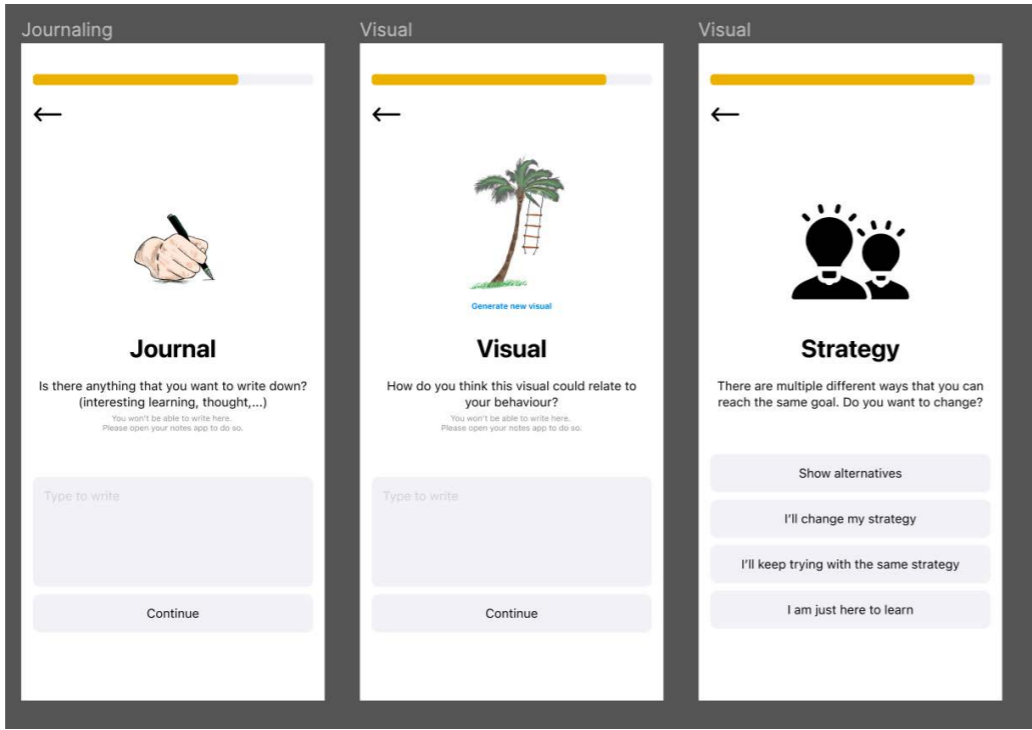 Journaling
Journal
Is there anything that you want to write down?
(interesting learning, thought,...)
You won't be able to write here.
Please open your notes app to do so.
Type to write
Continue
Visual
Generate new visual
Visual
How do you think this visual could relate to
your behaviour?
You won't be able to write here.
Please open your notes app to do so.
Type to write
Continue
Visual
Strategy
There are multiple different ways that you can
reach the same goal. Do you want to change?
Show alternatives
I'll change my strategy
I'll keep trying with the same strategy
I am just here to learn